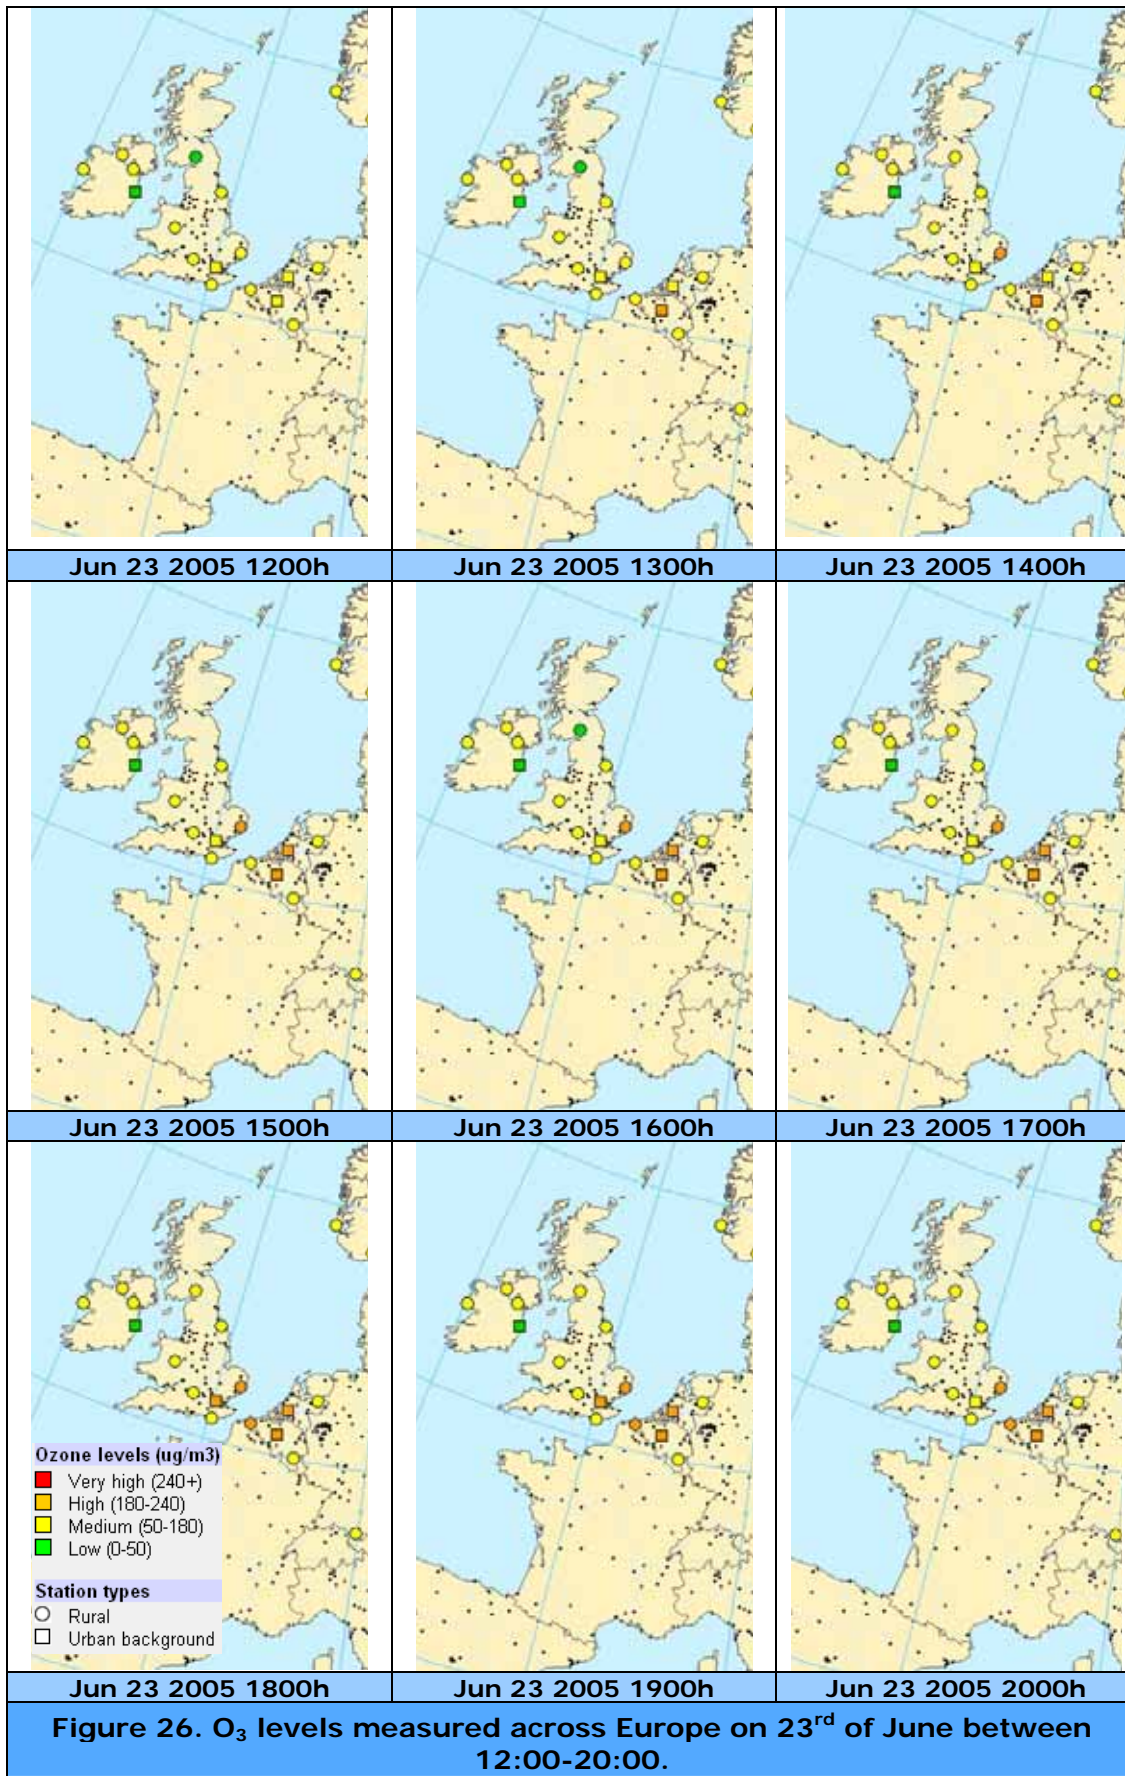 Jun 23 2005 1200h
Jun 23 2005 1300h
Jun 23 2005 1400h
Jun 23 2005 1500h
Jun 23 2005 1600h
Jun 23 2005 1700h
Ozone levels (ug/m3)
Very high (240+)
High (180-240)
Medium (50-180)
Low (0-50)
Station types
Rural
Urban background
Jun 23 2005 1800h
Jun 23 2005 1900h
Jun 23 2005 2000h
Figure 26. O₃ levels measured across Europe on 23ʳᵈ of June between
12:00-20:00.